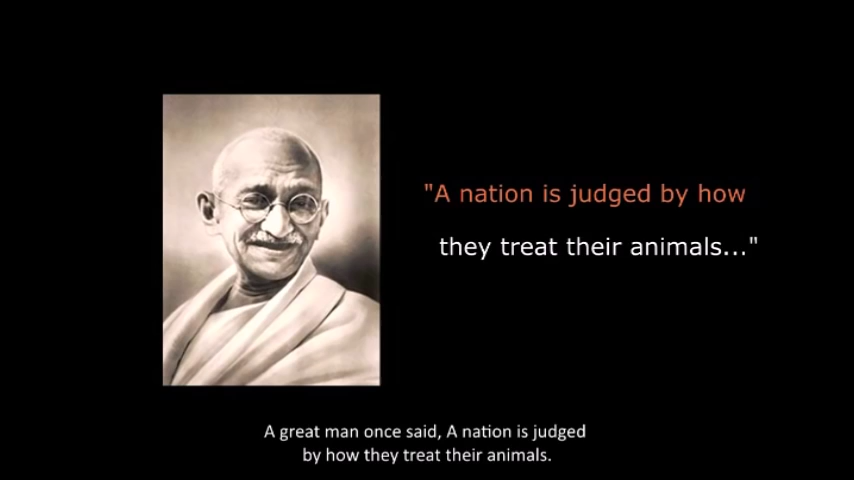 "A nation is judged by how
they treat their animals..."
A great man once said, A nation is judged
by how they treat their animals.